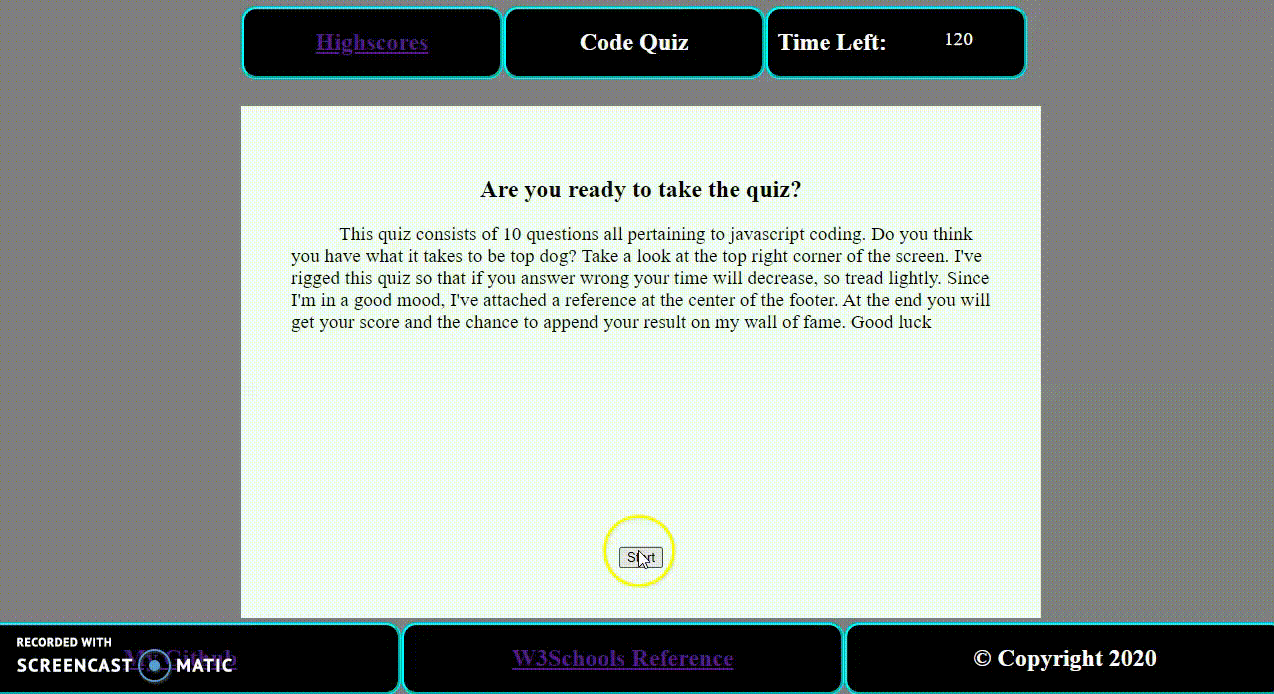 Highscores
Code Quiz
Time Left:
120
Are you ready to take the quiz?
This quiz consists of 10 questions all pertaining to javascript coding. Do you think
you have what it takes to be top dog? Take a look at the top right corner of the screen. I've
rigged this quiz so that if you answer wrong your time will decrease, so tread lightly. Since
I'm in a good mood, I've attached a reference at the center of the footer. At the end you will
get your score and the chance to append your result on my wall of fame. Good luck
Start
RECORDED WITH
SCREENCAST MATIC
My Github
W3Schools Reference
© Copyright 2020